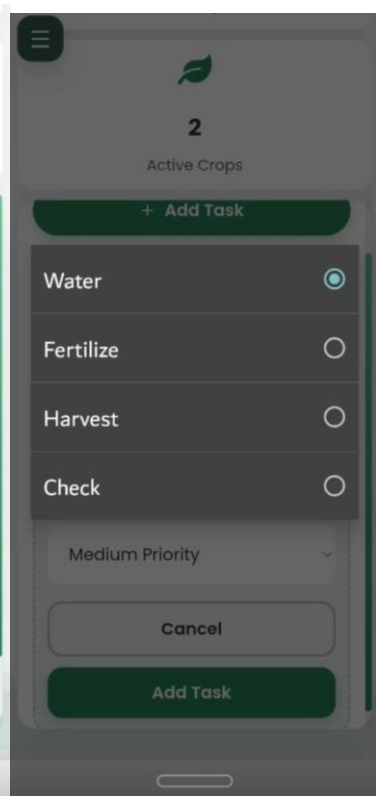 2
Active Crops
+ Add Task
Water
Fertilize
Harvest
Check
Medium Priority
Cancel
Add Task